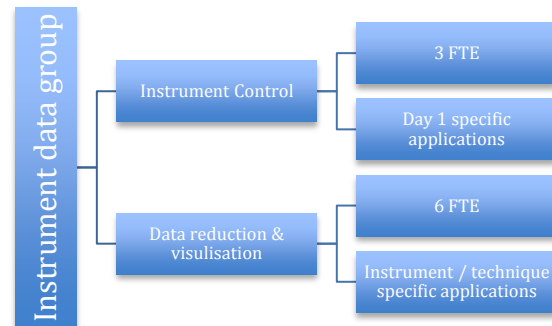 Instrument data group
Instrument Control
3 FTE
Day 1 specific
applications
Data reduction &
visulisation
6 FTE
Instrument / technique
specific applications